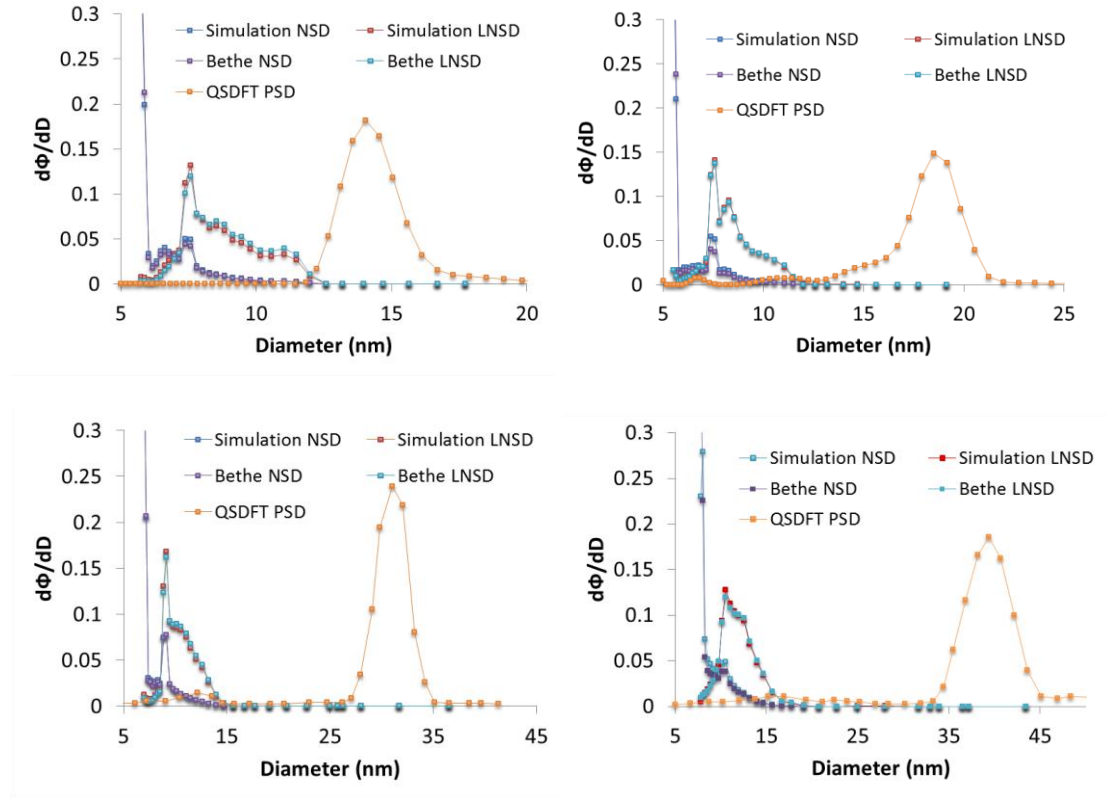 0.3
0.25
0.2
0.15
0.1
0.05
0
dΦ/dD
Simulation NSD Simulation LNSD
Bethe NSD Bethe LNSD
QSDFT PSD
5 10 15 20
Diameter (nm)
0.3
0.25
0.2
0.15
0.1
0.05
0
dΦ/dD
Simulation NSD Simulation LNSD
Bethe NSD Bethe LNSD
QSDFT PSD
5 10 15 20 25
Diameter (nm)
0.3
0.25
0.2
0.15
0.1
0.05
0
dΦ/dD
Simulation NSD Simulation LNSD
Bethe NSD Bethe LNSD
QSDFT PSD
5 15 25 35 45
Diameter (nm)
0.3
0.25
0.2
0.15
0.1
0.05
0
dΦ/dD
Simulation NSD Simulation LNSD
Bethe NSD Bethe LNSD
QSDFT PSD
5 15 25 35 45
Diameter (nm)